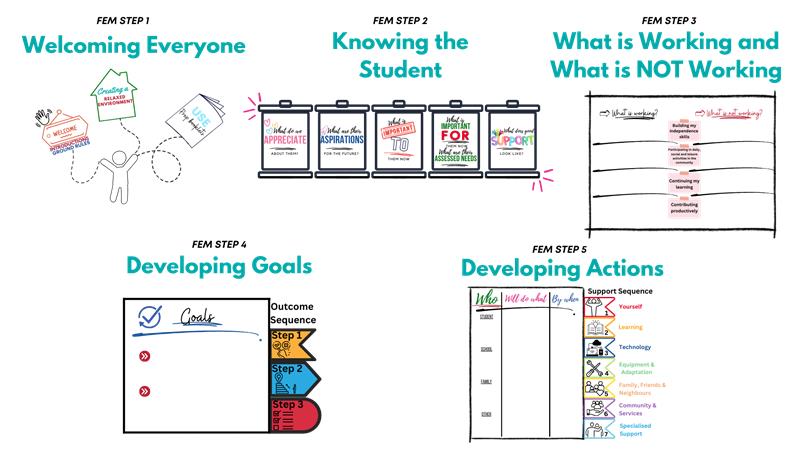 FEM STEP 1
Welcoming Everyone
Creating a
RELAXED
ENVIRONMENT
WELCOME
INTRODUCTIONS
GROUND RULES
USE
FEM STEP 2
Knowing the
Student
What do we
APPRECIATE
ABOUT THEM?
What are their
ASPIRATIONS
FOR THE FUTURE?
What is
IMPORTANT
TO
THEM NOW
What is
IMPORTANT
FOR
THEM NOW
What are their
ASSESSED NEEDS
What does good
SUPPORT
LOOK LIKE?
FEM STEP 3
What is Working and
What is NOT Working
What is working?
What is not working?
Building my
independence
skills
Participating in daily,
social and leisure
activities in the
community
Continuing my
learning
Contributing
productively
FEM STEP 4
Developing Goals
Goals
Outcome
Sequence
Step 1
Step 2
Step 3
FEM STEP 5
Developing Actions
Who
Will do what
By when
STUDENT
SCHOOL
FAMILY
OTHER
Support Sequence
1
Yourself
2
Learning
3
Technology
4
Equipment &
Adaptation
5
Family, Friends &
Neighbours
6
Community &
Services
7
Specialised
Support